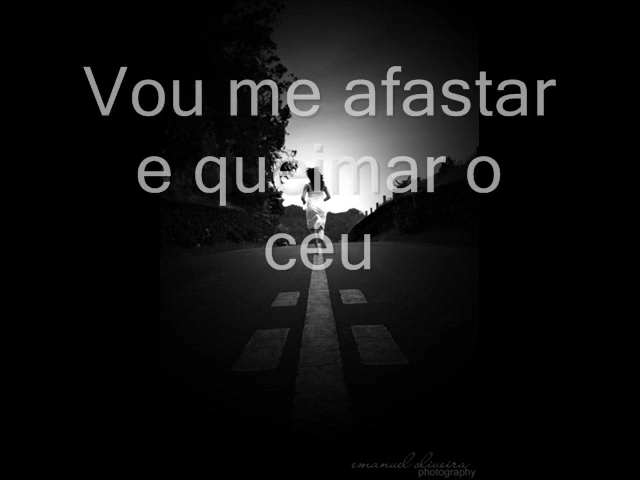 Vou me afastar
e queimar o
céu
emanuel oliveira
photography